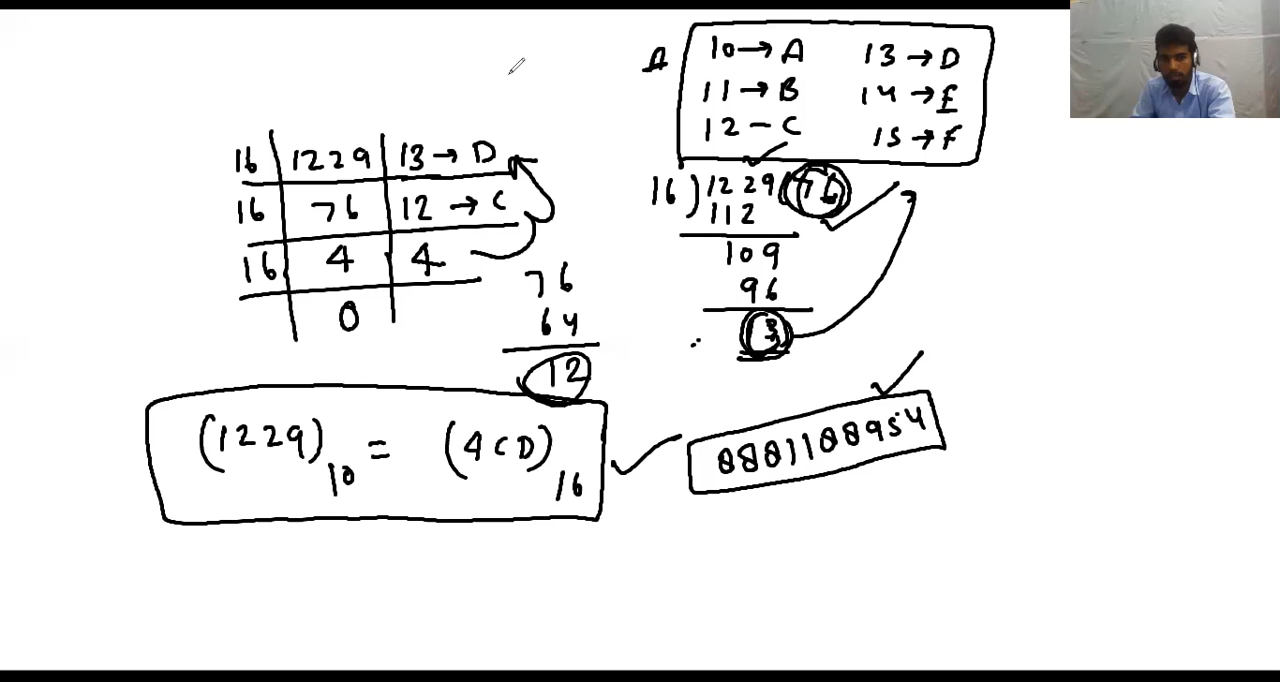 A
10→A 13→D
11→B 14→E
12-C 15→F
16 | 1229 | 13→D
16 | 76 | 12→C
16 | 4 | 4
0
16)1229(76
112
109
96
13
76
64
12
(1229)10 = (4CD)16
8881188954